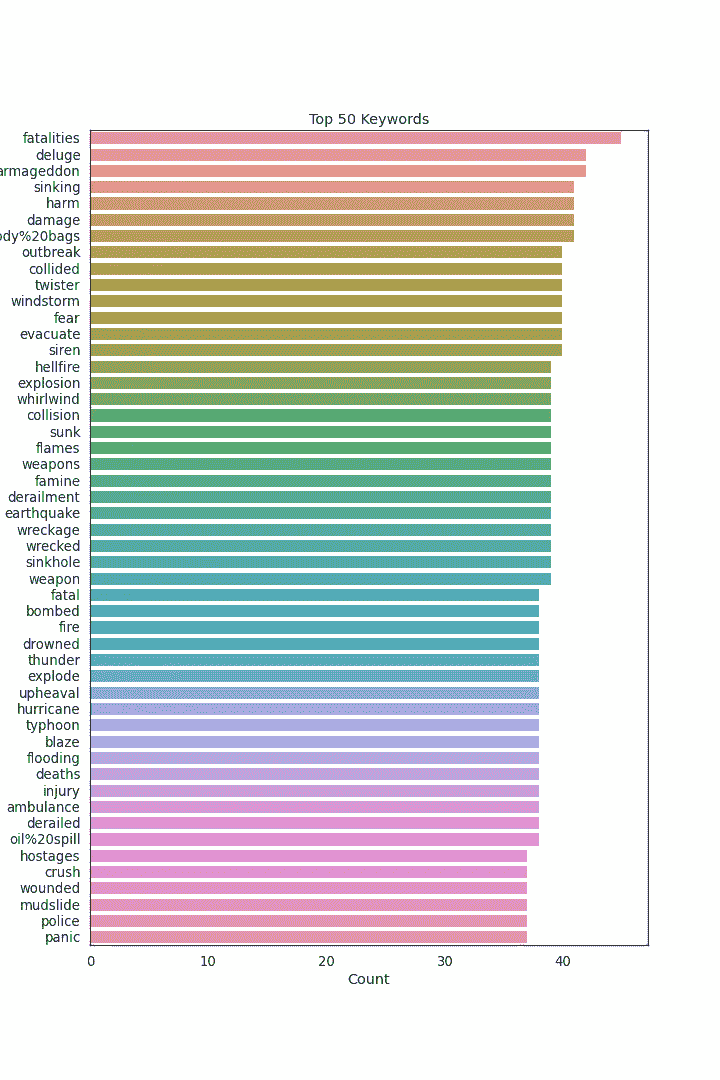 Top 50 Keywords
fatalities
deluge
armageddon
sinking
harm
damage
ody%20bags
outbreak
collided
twister
windstorm
fear
evacuate
siren
hellfire
explosion
whirlwind
collision
sunk
flames
weapons
famine
derailment
earthquake
wreckage
wrecked
sinkhole
weapon
fatal
bombed
fire
drowned
thunder
explode
upheaval
hurricane
typhoon
blaze
flooding
deaths
injury
ambulance
derailed
oil%20spill
hostages
crush
wounded
mudslide
police
panic
0 10 20 30 40
Count